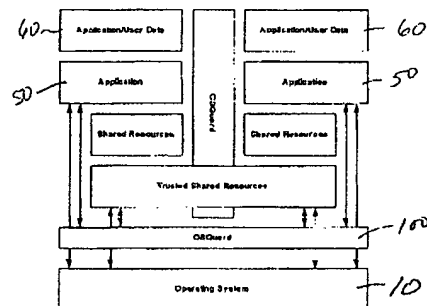 60
Application/User Data
Application/User Data
60
50
Application
Application
50
OSGuard
Shared Resources
Shared Resources
Trusted Shared Resources
OSGuard
100
Operating System
10